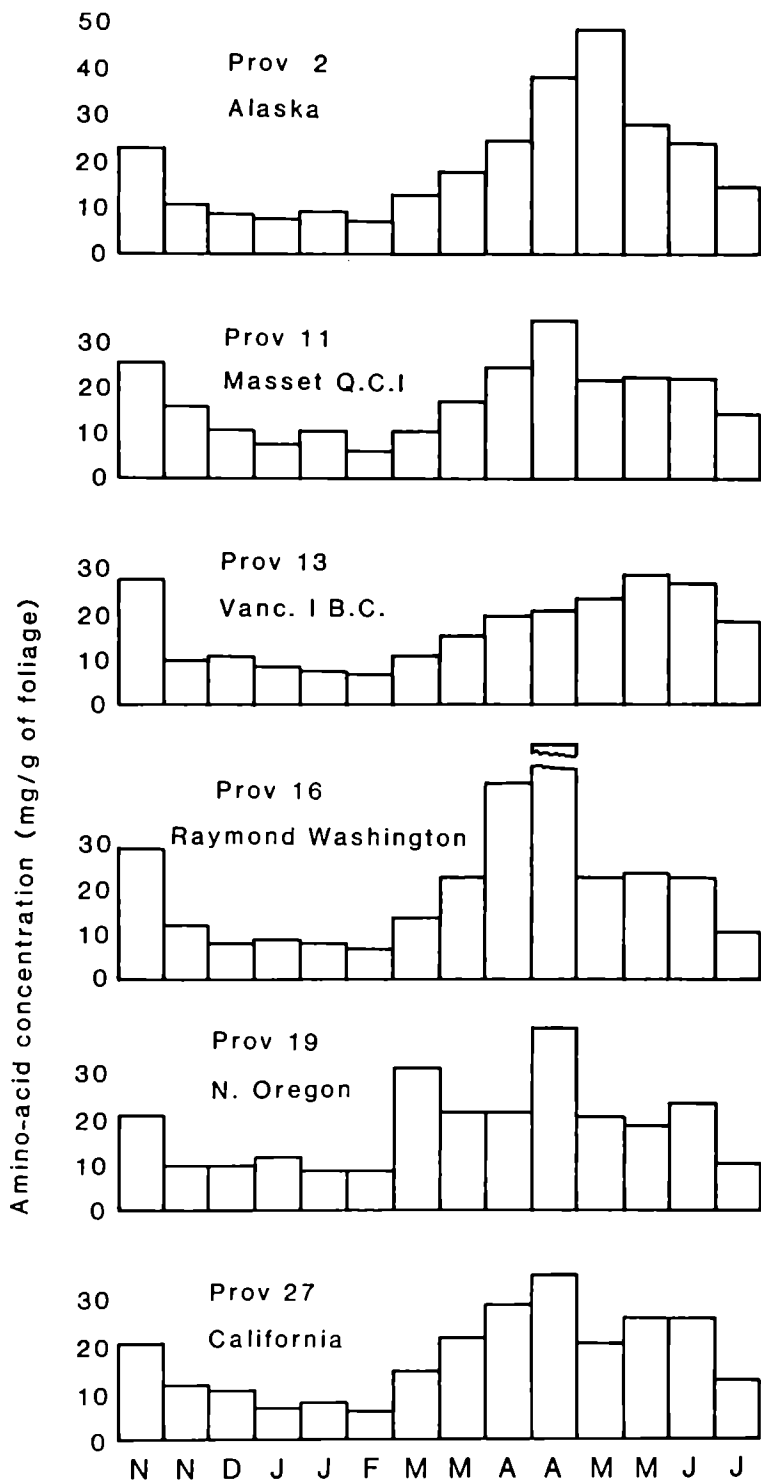 Amino-acid concentration (mg/g of foliage)
50
40
30
20
10
0
Prov 2
Alaska
30
20
10
0
Prov 11
Masset Q.C.I
30
20
10
0
Prov 13
Vanc. I B.C.
30
20
10
0
Prov 16
Raymond Washington
30
20
10
0
Prov 19
N. Oregon
30
20
10
0
Prov 27
California
N N D J J F M M A A M M J J